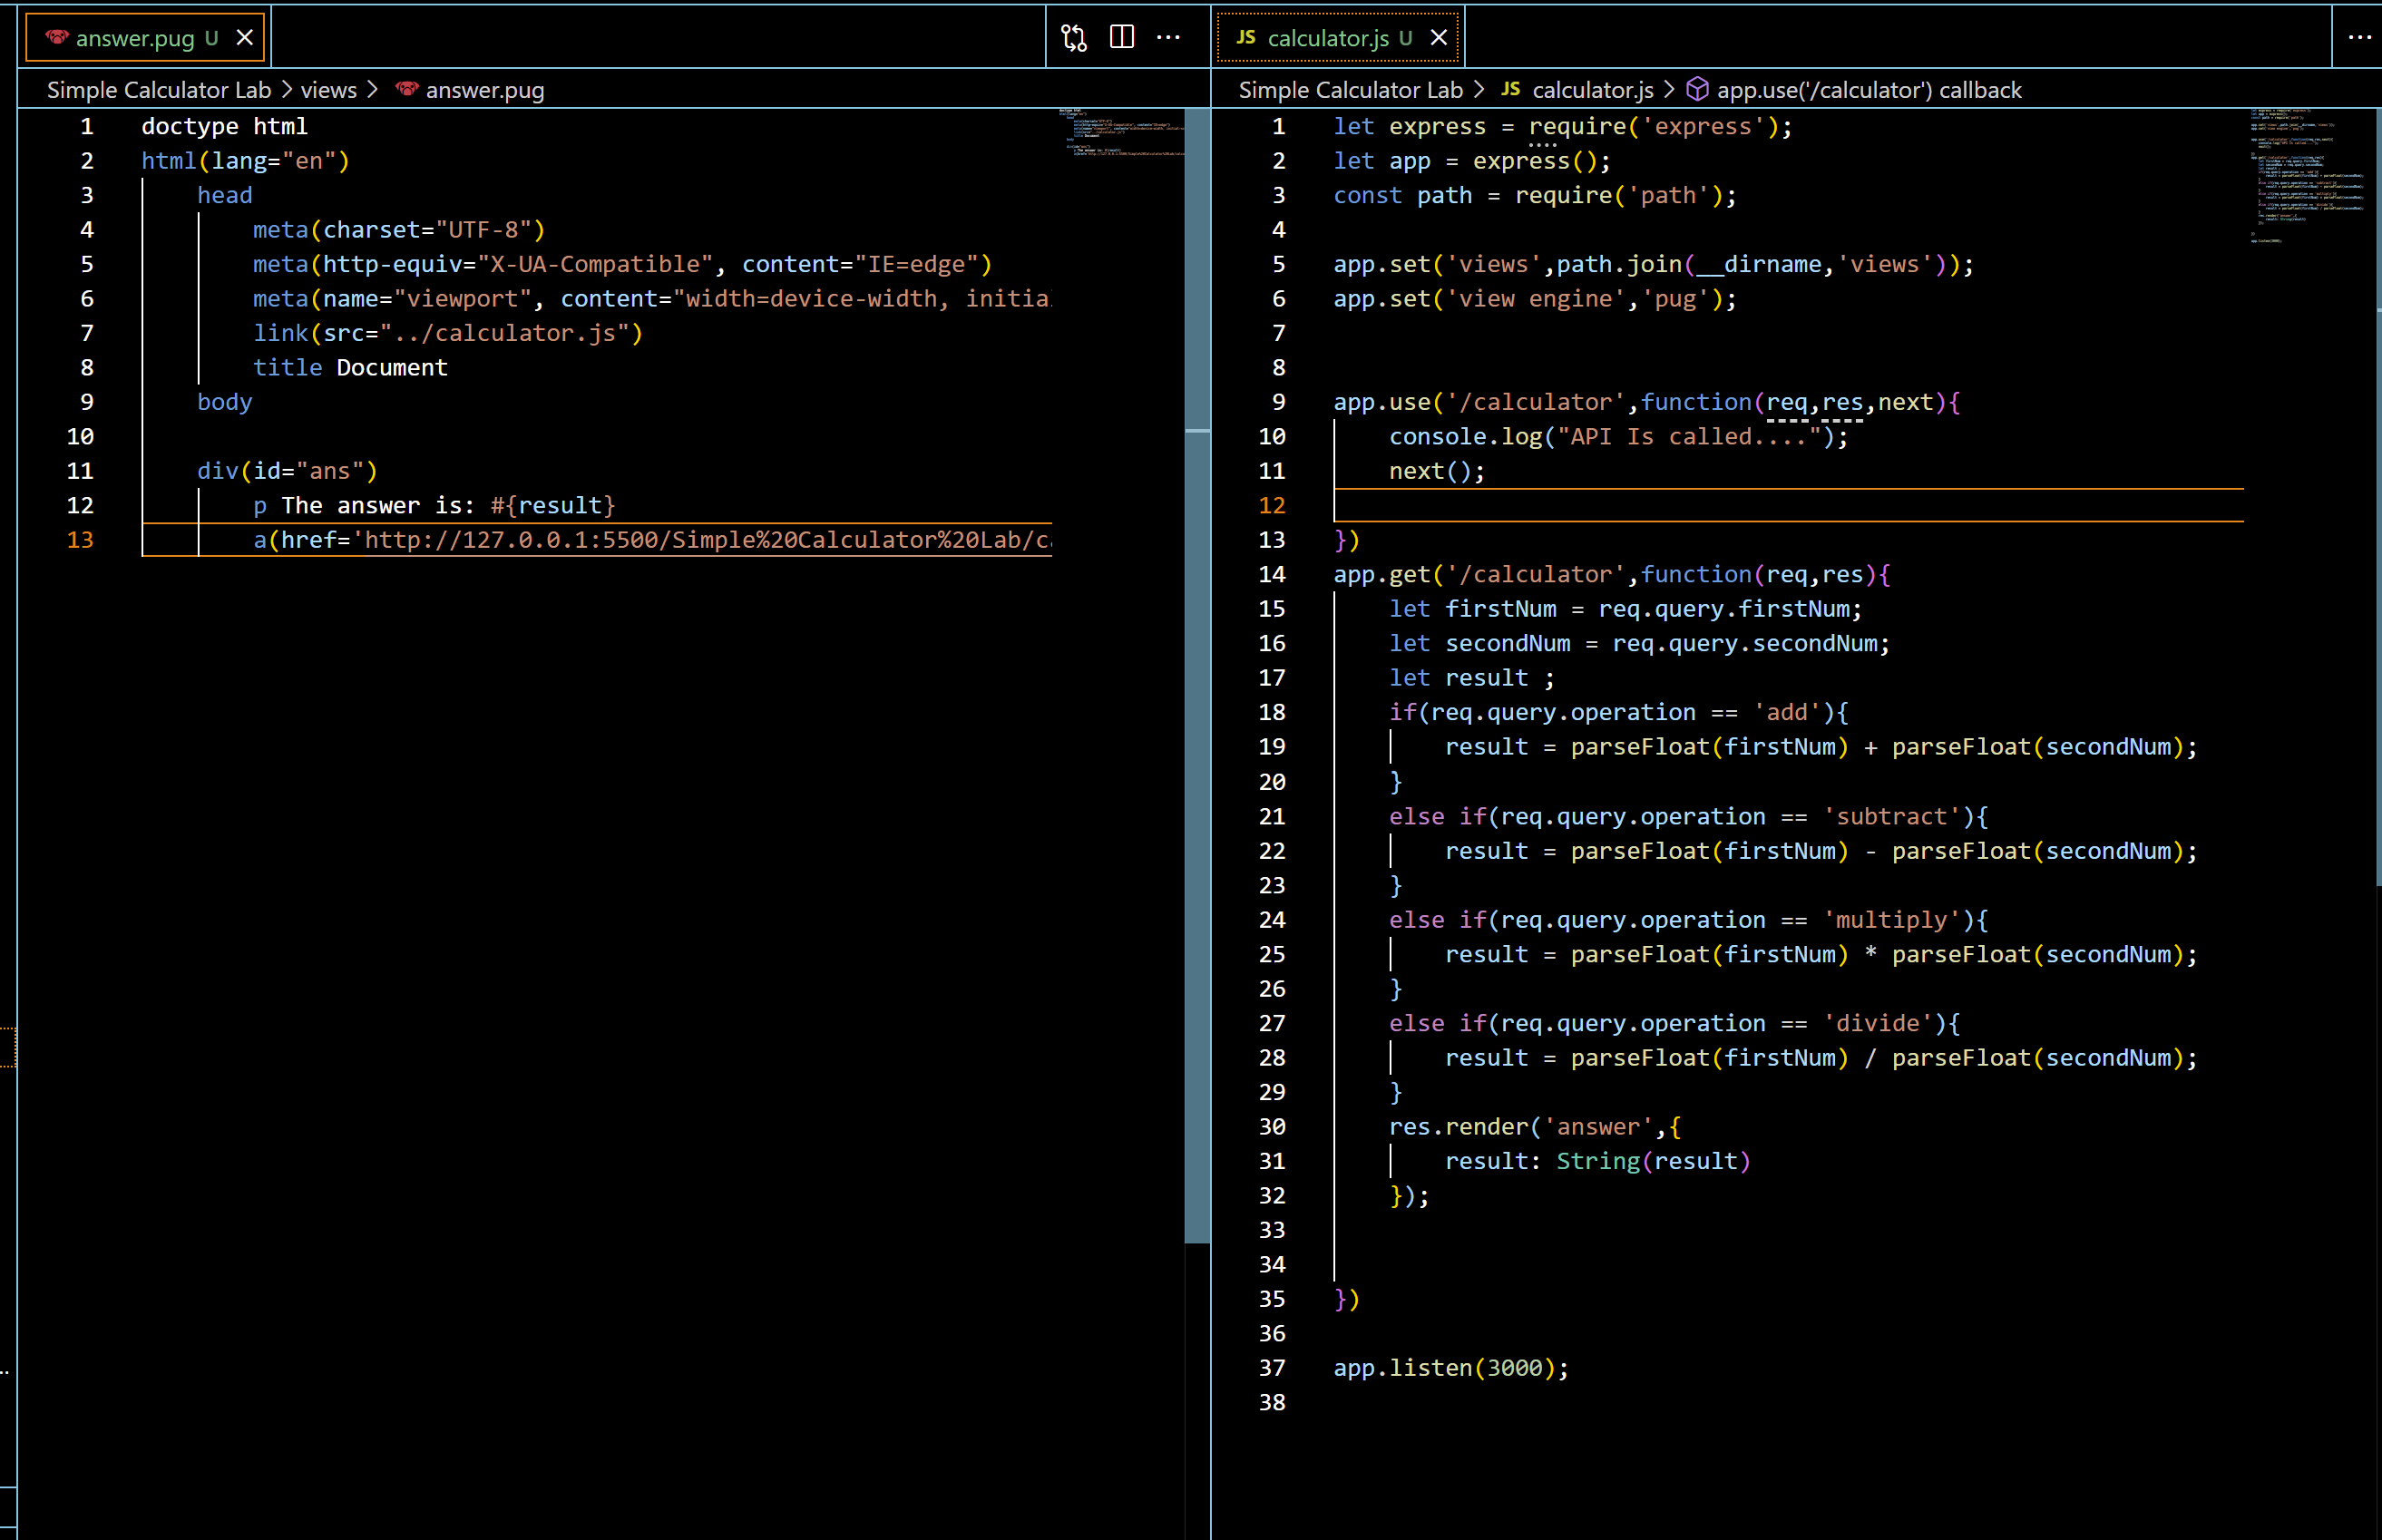 answer.pug U
Simple Calculator Lab > views > answer.pug
1 doctype html
2 html(lang="en")
3 head
4 meta(charset="UTF-8")
5 meta(http-equiv="X-UA-Compatible", content="IE=edge")
6 meta(name="viewport", content="width=device-width, initia
7 link(src="../calculator.js")
8 title Document
9 body
10
11 div(id="ans")
12 p The answer is: #{result}
13 a(href='http://127.0.0.1:5500/Simple%20Calculator%20Lab/c
JS calculator.js U
Simple Calculator Lab > JS calculator.js > app.use('/calculator') callback
1 let express = require('express');
2 let app = express();
3 const path = require('path');
4
5 app.set('views',path.join(__dirname,'views'));
6 app.set('view engine','pug');
7
8
9 app.use('/calculator',function(req,res,next){
10 console.log("API Is called....");
11 next();
12
13 })
14 app.get('/calculator',function(req,res){
15 let firstNum = req.query.firstNum;
16 let secondNum = req.query.secondNum;
17 let result ;
18 if(req.query.operation == 'add'){
19 result = parseFloat(firstNum) + parseFloat(secondNum);
20 }
21 else if(req.query.operation == 'subtract'){
22 result = parseFloat(firstNum) - parseFloat(secondNum);
23 }
24 else if(req.query.operation == 'multiply'){
25 result = parseFloat(firstNum) * parseFloat(secondNum);
26 }
27 else if(req.query.operation == 'divide'){
28 result = parseFloat(firstNum) / parseFloat(secondNum);
29 }
30 res.render('answer',{
31 result: String(result)
32 });
33
34
35 })
36
37 app.listen(3000);
38